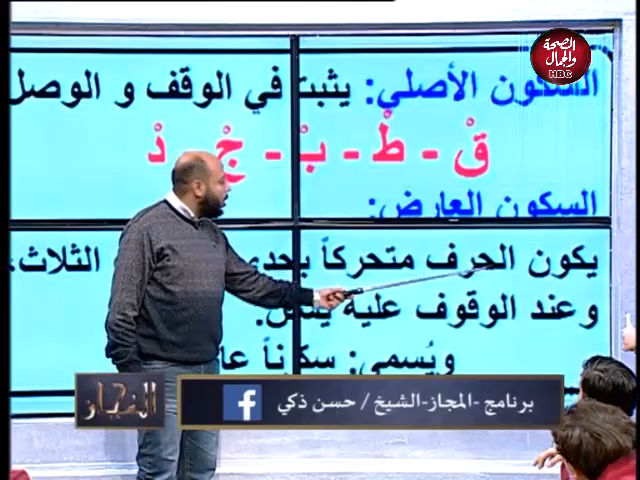 الصحة
والجمال
HBC
السكون الأصلي: يثبت في الوقف و الوصل
قْ - طْ - بْ - جْ - دْ
السكون العارض:
يكون الحرف متحركاً الثلاث،
وعند الوقوف عليه
ويُسمى: سكوناً
المجاز
برنامج -المجاز-الشيخ / حسن ذكي
f